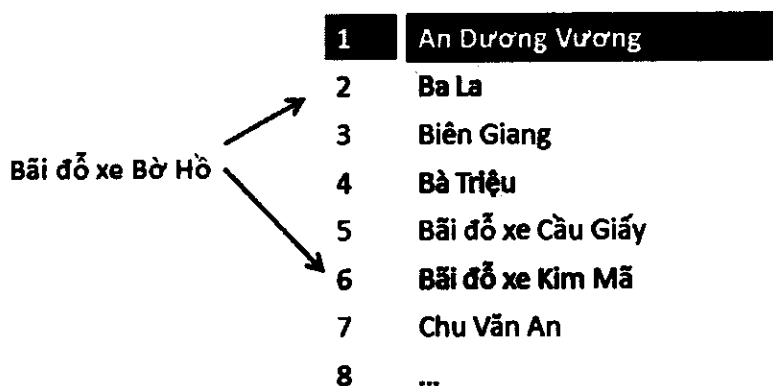 1 An Dương Vương
2 Ba La
3 Biên Giang
Bãi đỗ xe Bờ Hồ
4 Bà Triệu
5 Bãi đỗ xe Cầu Giấy
6 Bãi đỗ xe Kim Mã
7 Chu Văn An
8 ...